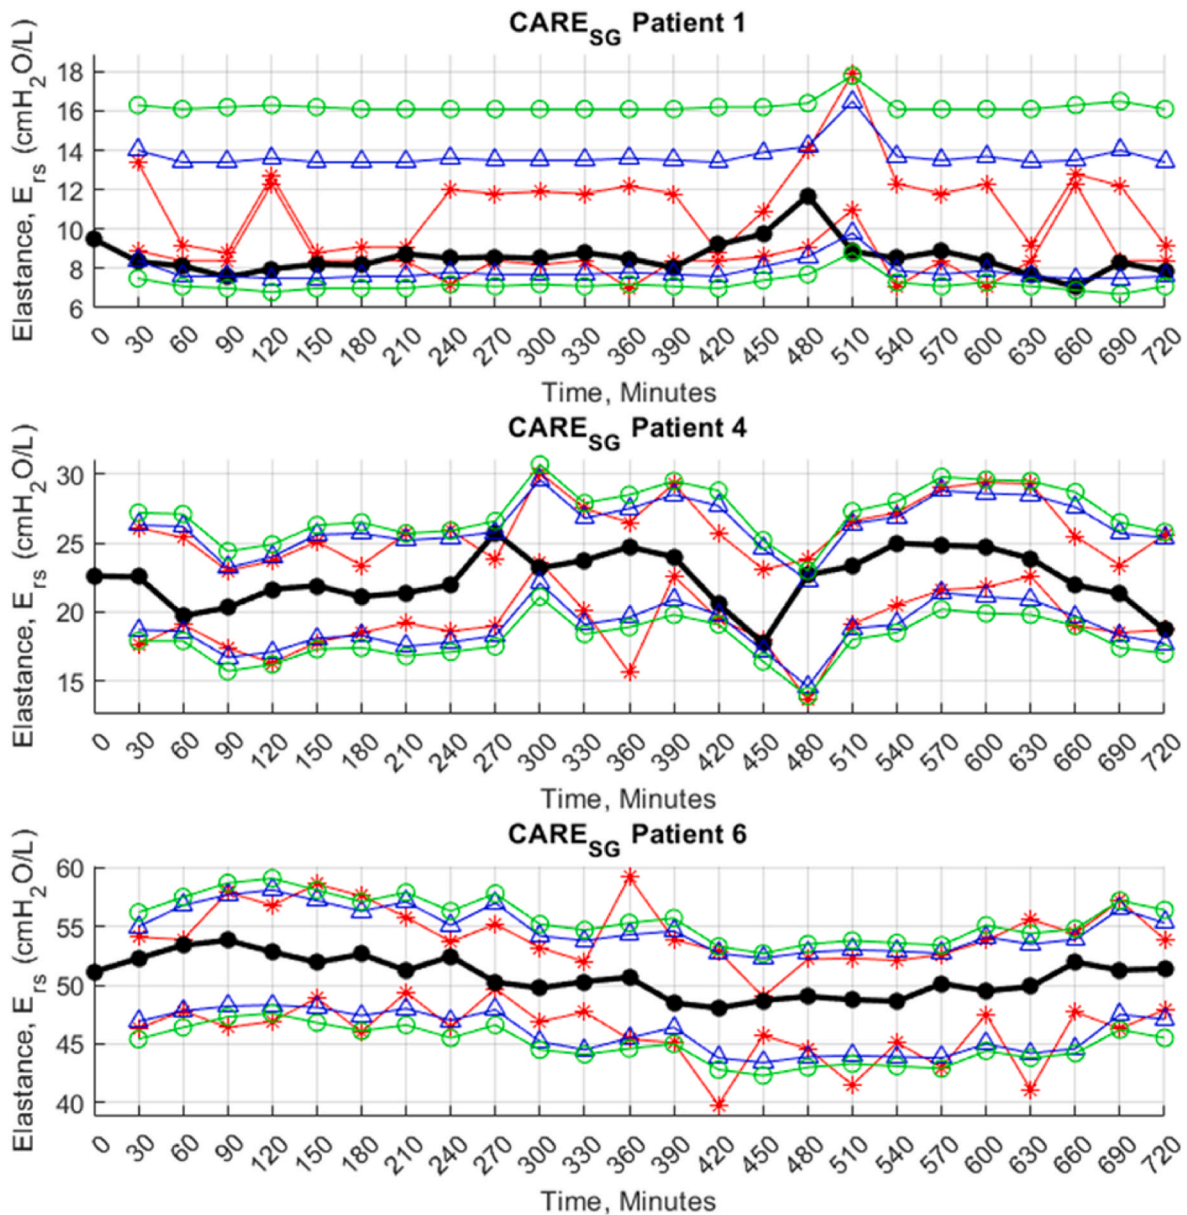 CARE_SG Patient 1
Elastance, E_rs (cmH_2O/L)
18
16
14
12
10
8
6
0 30 60 90 120 150 180 210 240 270 300 330 360 390 420 450 480 510 540 570 600 630 660 690 720
Time, Minutes
CARE_SG Patient 4
Elastance, E_rs (cmH_2O/L)
30
25
20
15
0 30 60 90 120 150 180 210 240 270 300 330 360 390 420 450 480 510 540 570 600 630 660 690 720
Time, Minutes
CARE_SG Patient 6
Elastance, E_rs (cmH_2O/L)
60
55
50
45
40
0 30 60 90 120 150 180 210 240 270 300 330 360 390 420 450 480 510 540 570 600 630 660 690 720
Time, Minutes